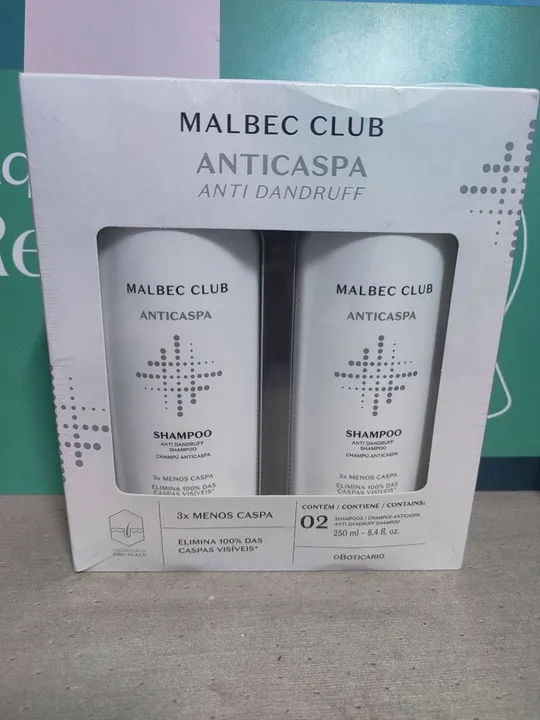 MALBEC CLUB
ANTICASPA
ANTI DANDRUFF
Re
MALBEC CLUB
ANTICASPA
SHAMPOO
ANTI DANDRUFF
SHAMPOO
CHAMPÚ ANTICASPA
3x MENOS CASPA
ELIMINA 100% DAS
CASPAS VISÍVEIS*
MALBEC CLUB
ANTICASPA
SHAMPOO
ANTI DANDRUFF
SHAMPOO
CHAMPÚ ANTICASPA
3x MENOS CASPA
ELIMINA 100% DAS
CASPAS VISÍVEIS*
3x MENOS CASPA
ELIMINA 100% DAS
CASPAS VISÍVEIS*
CONTÉM / CONTIENE / CONTAINS:
02
SHAMPOOS / CHAMPÚS ANTICASPA
ANTI DANDRUFF SHAMPOO
250 ml - 8.4 fl. oz.
oBOTICÁRIO
PRO SCALP